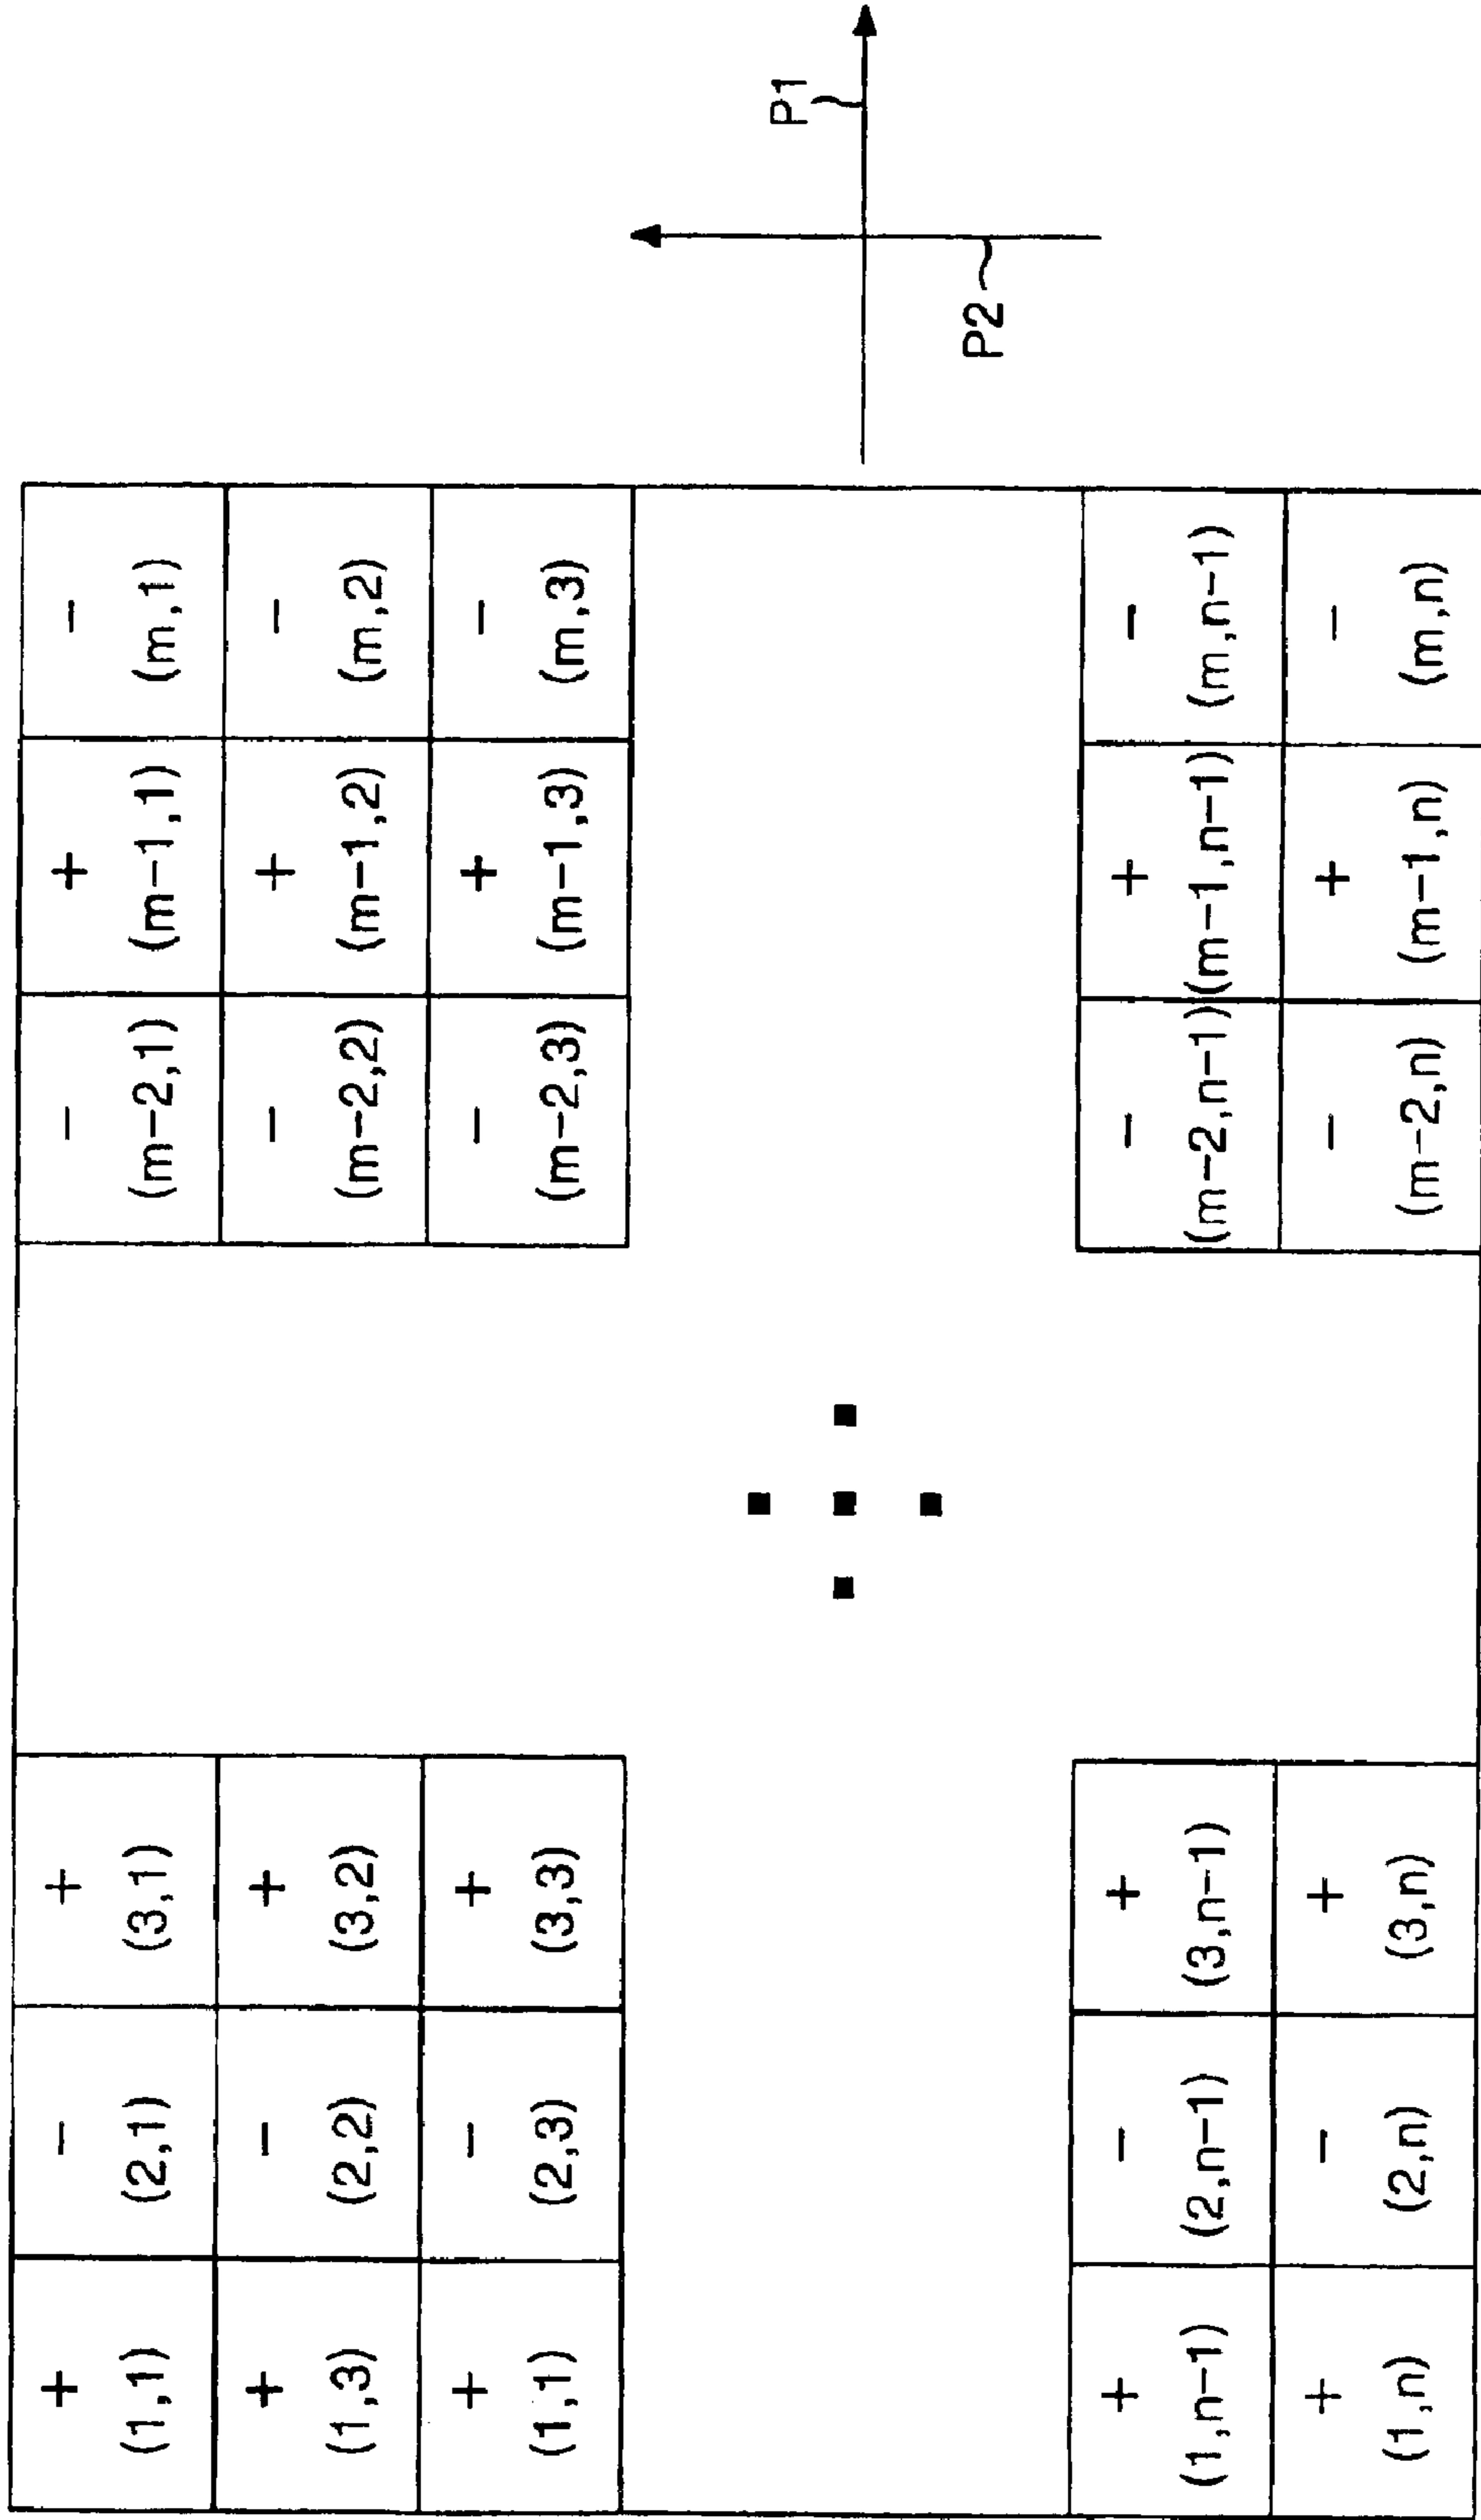 + − + − + −
(1,1) (2,1) (3,1) (m−2,1) (m−1,1) (m,1)
+ − + − + −
(1,3) (2,2) (3,2) (m−2,2) (m−1,2) (m,2)
+ − + − + −
(1,1) (2,3) (3,3) (m−2,3) (m−1,3) (m,3)
P1
P2
+ − + − + −
(1,n−1) (2,n−1) (3,n−1) (m−2,n−1) (m−1,n−1) (m,n−1)
+ − + − + −
(1,n) (2,n) (3,n) (m−2,n) (m−1,n) (m,n)